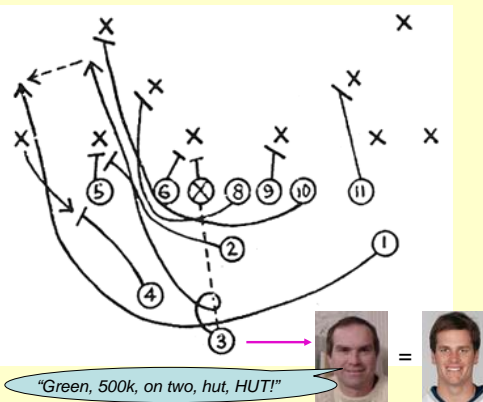 X X
X X
X X X X X X
5 6 X 8 9 10 11
2 1
4
3
=
“Green, 500k, on two, hut, HUT!”